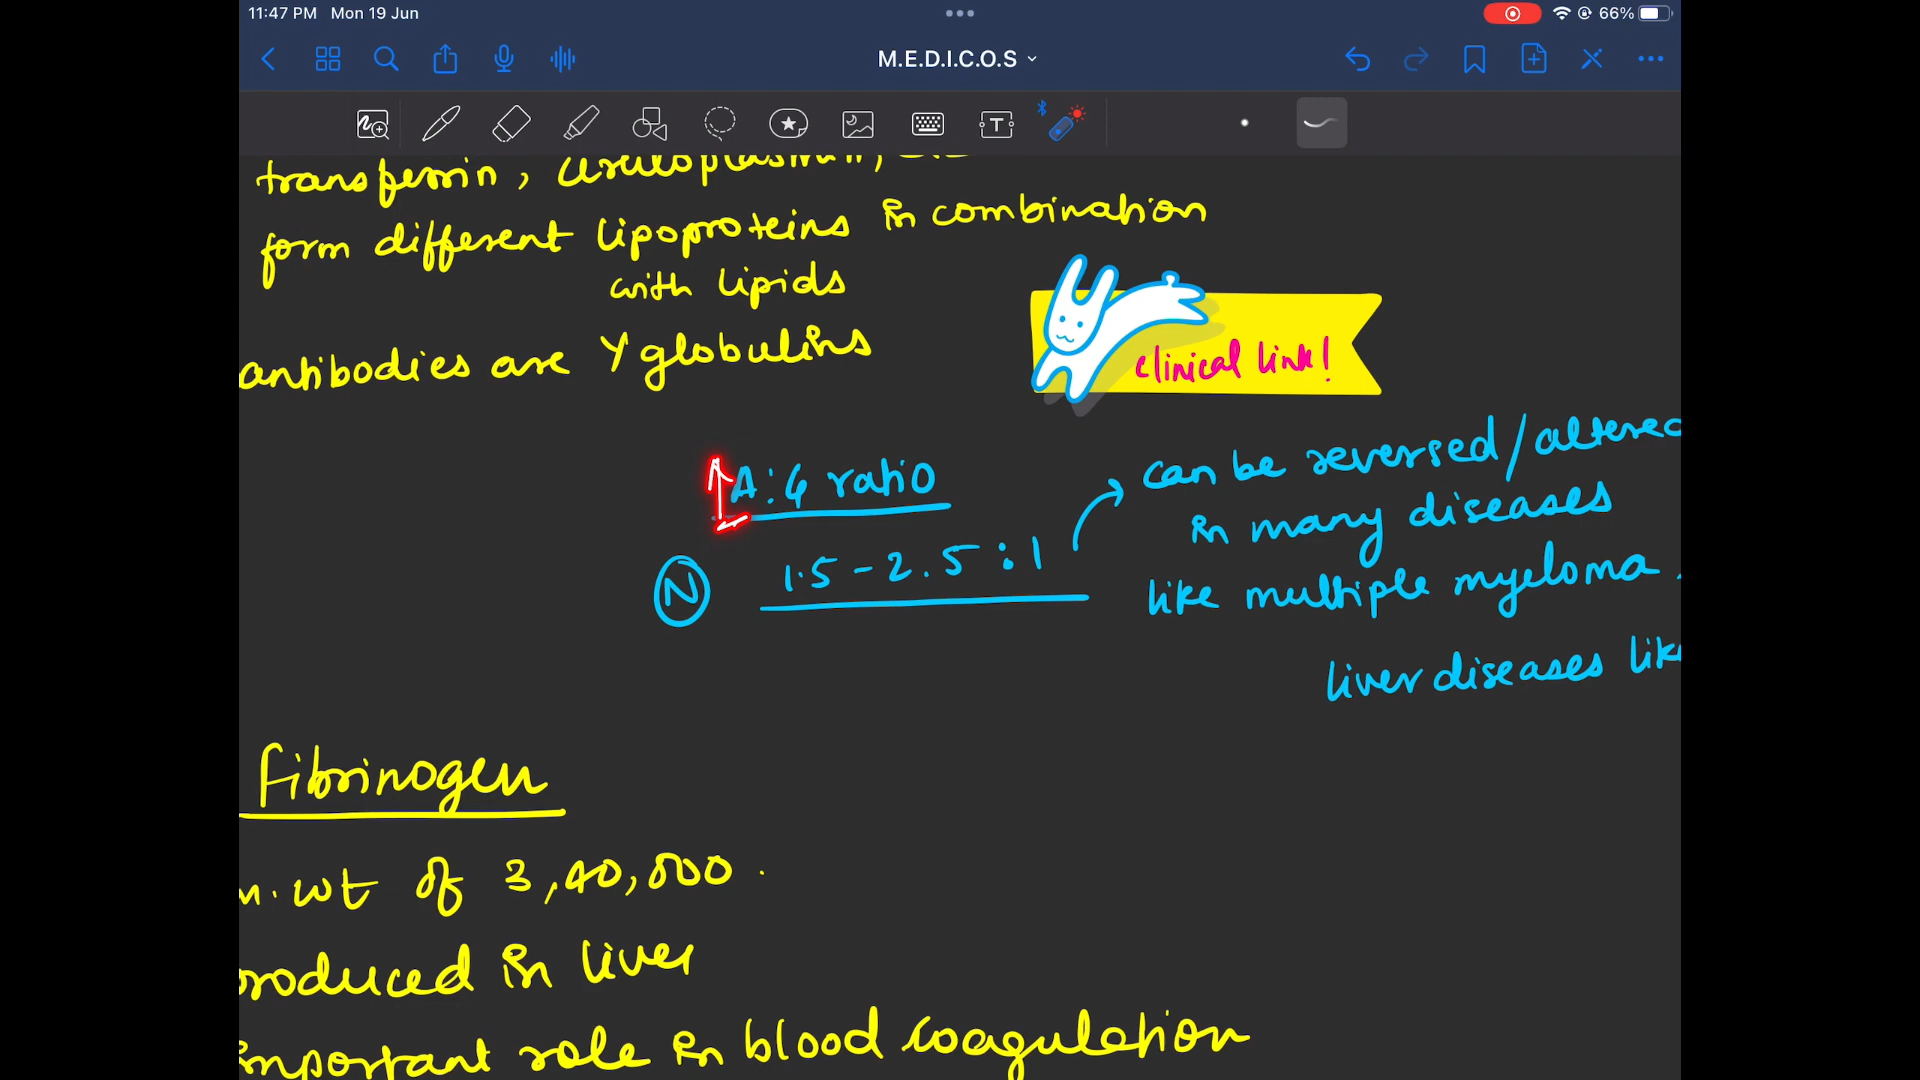 11:47 PM Mon 19 Jun
66%
M.E.D.I.C.O.S
T
transferrin,
form different lipoproteins in combination
with lipids
antibodies are γ globulins
clinical link!
A:G ratio
N 1.5-2.5:1
can be reversed/altered
in many diseases
like multiple myeloma
liver diseases like
Fibrinogen
m.wt of 3,40,000.
produced in liver
important role in blood coagulation